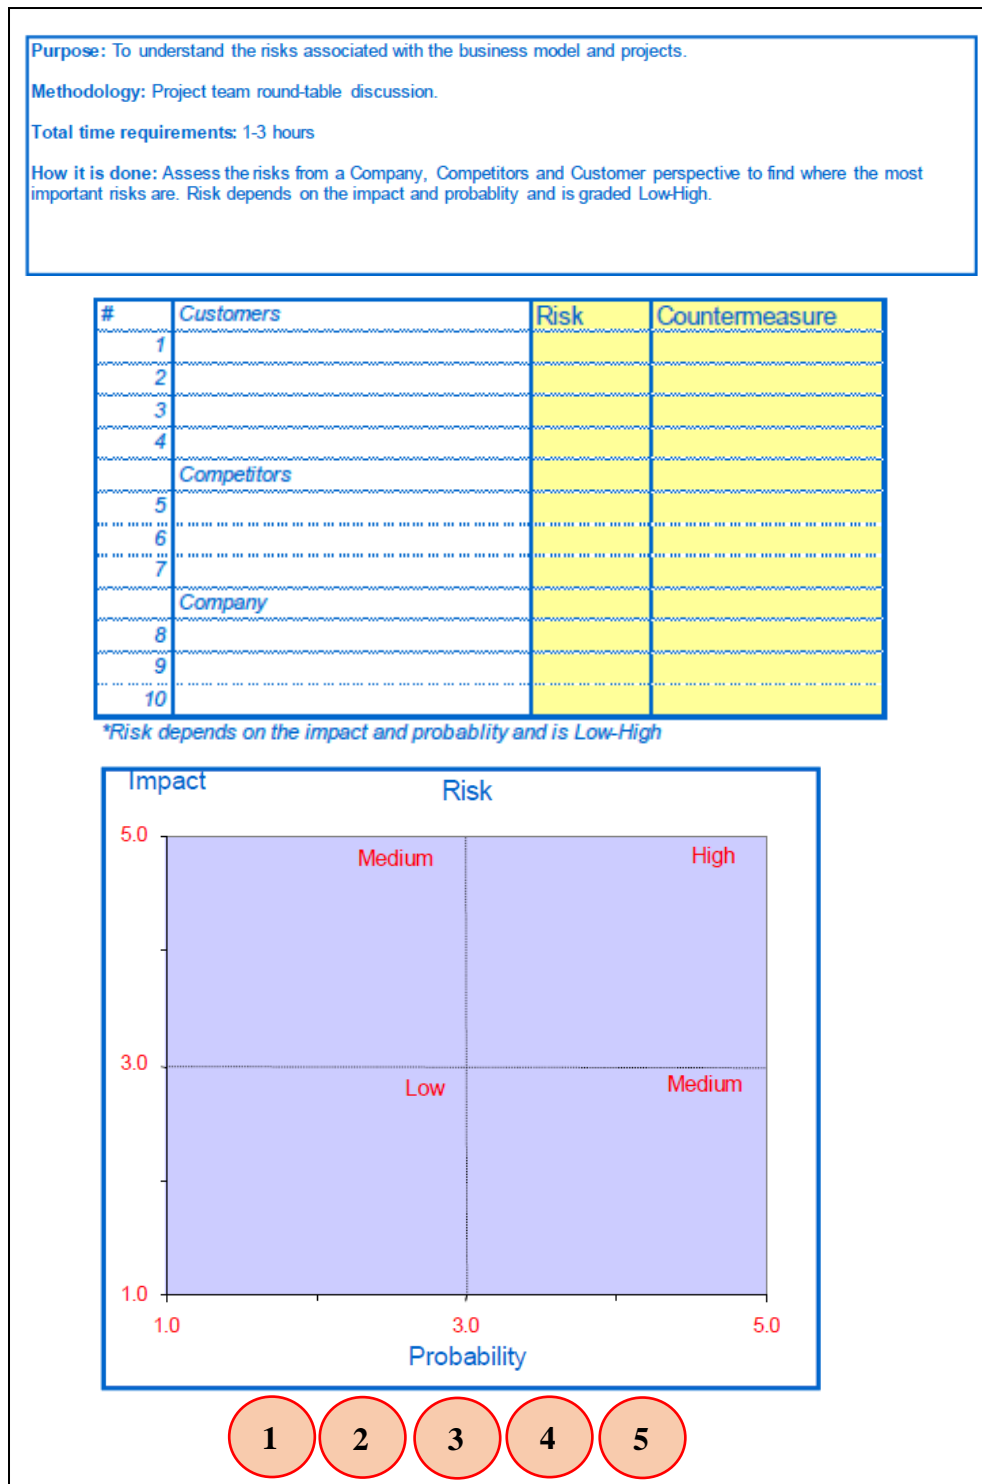 Purpose: To understand the risks associated with the business model and projects.
Methodology: Project team round-table discussion.
Total time requirements: 1-3 hours
How it is done: Assess the risks from a Company, Competitors and Customer perspective to find where the most
important risks are. Risk depends on the impact and probablity and is graded Low-High.
# Customers Risk Countermeasure
1
2
3
4
Competitors
5
6
7
Company
8
9
10
*Risk depends on the impact and probablity and is Low-High
Impact
Risk
5.0
Medium High
3.0
Low Medium
1.0
1.0 3.0 5.0
Probability
1 2 3 4 5